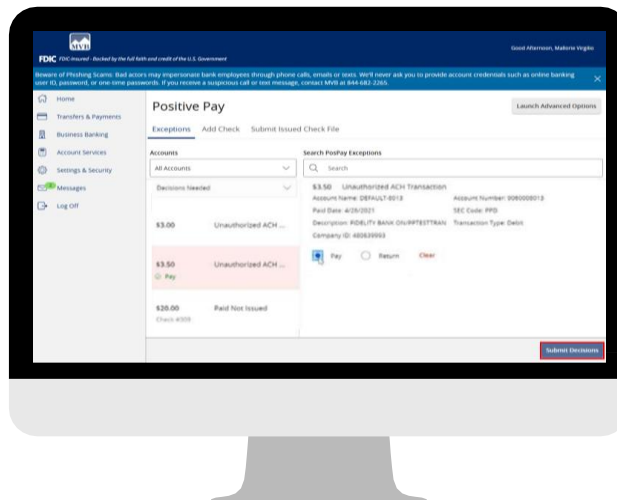 MVB
Good Afternoon, Mallorie Virgilio
FDIC FDIC-Insured - Backed by the full faith and credit of the U.S. Government
Beware of Phishing Scams: Bad actors may impersonate bank employees through phone calls, emails or texts. We'll never ask you to provide account credentials such as online banking
user ID, password, or one-time passwords. If you receive a suspicious call or text message, contact MVB at 844-682-2265.
Home
Transfers & Payments
Business Banking
Account Services
Settings & Security
Messages
Log Off
Positive Pay
Launch Advanced Options
Exceptions Add Check Submit Issued Check File
Accounts
All Accounts
Decisions Needed
$3.00 Unauthorized ACH ...
$3.50 Unauthorized ACH ...
Pay
$20.00 Paid Not Issued
Check #009
Search PosPay Exceptions
Search
$3.50 Unauthorized ACH Transaction
Account Name: DEFAULT-8013 Account Number: 9060008013
Paid Date: 4/26/2021 SEC Code: PPD
Description: FIDELITY BANK ON/PPTESTTRAN Transaction Type: Debit
Company ID:
Pay Return Clear
Submit Decisions